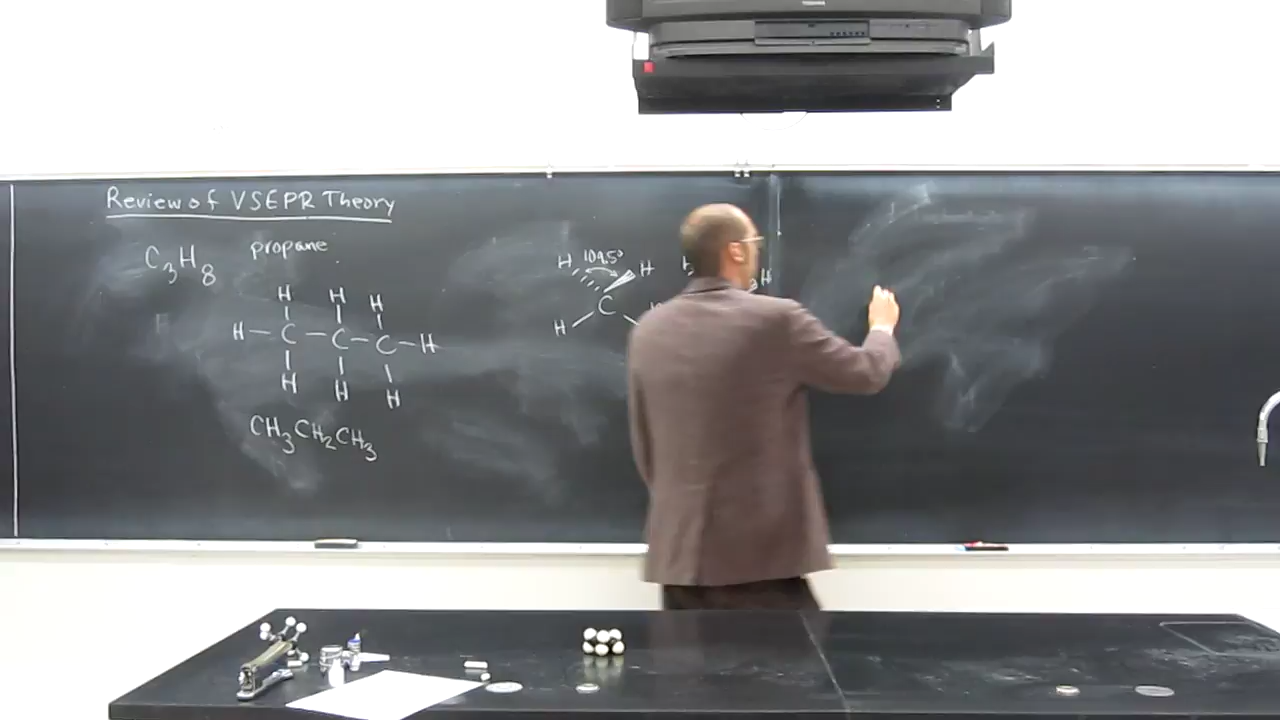 Review of VSEPR Theory
C3H8 propane
H H H
H—C—C—C—H
H H H
CH3CH2CH3
H 109.5° H
C
H
H